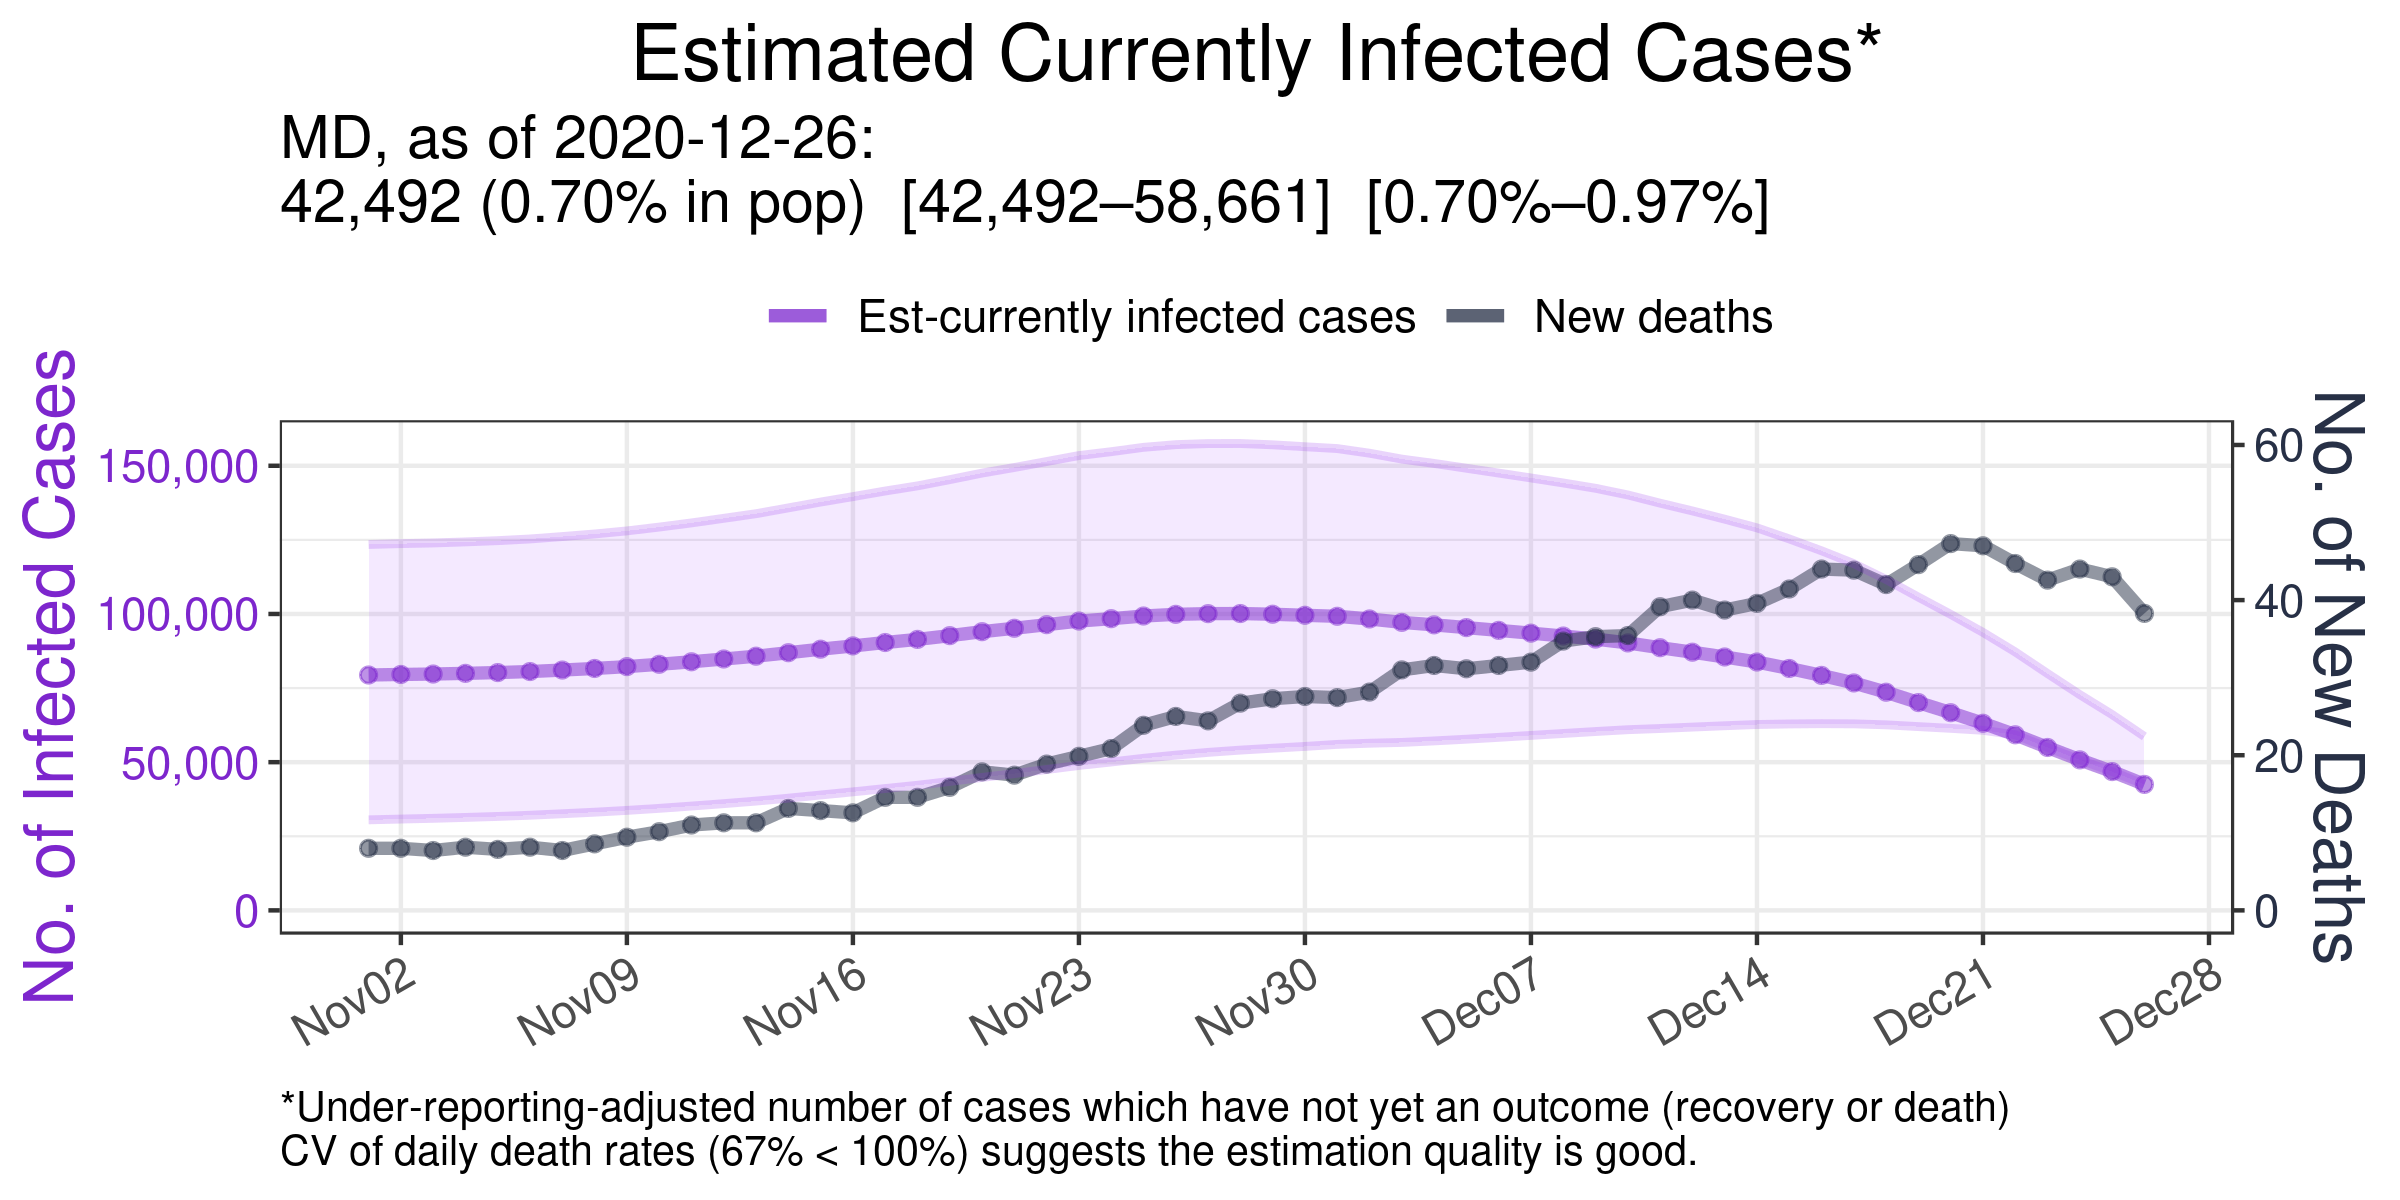 Estimated Currently Infected Cases*
MD, as of 2020-12-26:
42,492 (0.70% in pop)  [42,492–58,661]  [0.70%–0.97%]
Est-currently infected cases
New deaths
No. of Infected Cases
150,000
100,000
50,000
0
60
40
20
0
No. of New Deaths
Nov02
Nov09
Nov16
Nov23
Nov30
Dec07
Dec14
Dec21
Dec28
*Under-reporting-adjusted number of cases which have not yet an outcome (recovery or death)
CV of daily death rates (67% < 100%) suggests the estimation quality is good.